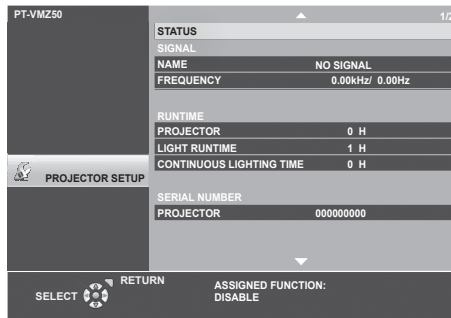 PT-VMZ50
1/2
STATUS
SIGNAL
NAME NO SIGNAL
FREQUENCY 0.00kHz/ 0.00Hz
RUNTIME
PROJECTOR 0 H
LIGHT RUNTIME 1 H
CONTINUOUS LIGHTING TIME 0 H
PROJECTOR SETUP
SERIAL NUMBER
PROJECTOR 000000000
RETURN
SELECT
ASSIGNED FUNCTION:
DISABLE